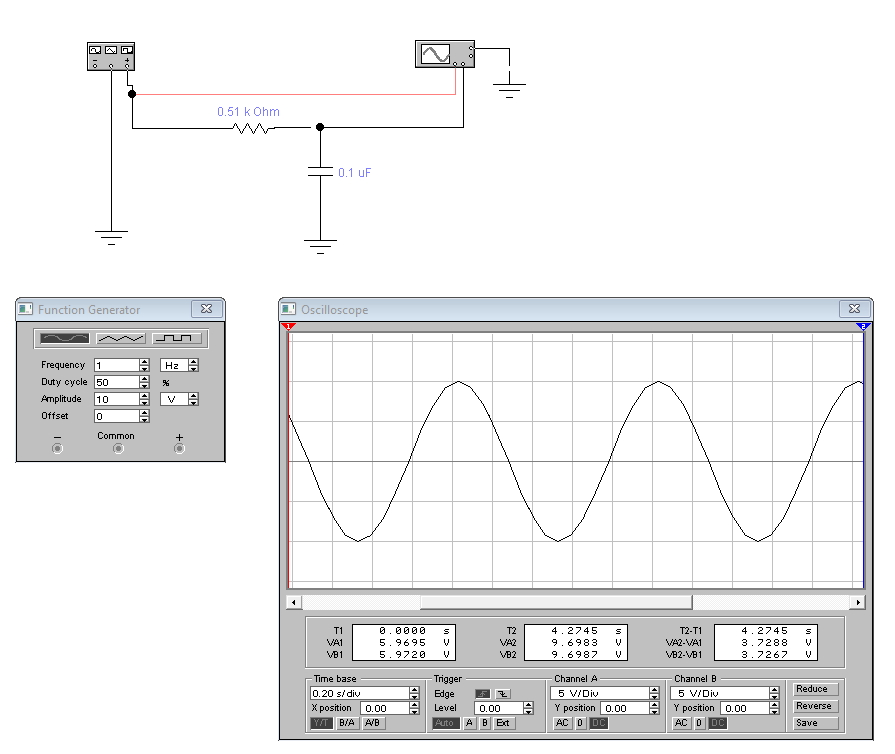 0.51 k Ohm
0.1 uF
Function Generator
Frequency 1 Hz
Duty cycle 50 %
Amplitude 10 V
Offset 0
− Common +
Oscilloscope
1 2
T1 0.0000 s T2 4.2745 s T2-T1 4.2745 s
VA1 5.9695 V VA2 9.6983 V VA2-VA1 3.7288 V
VB1 5.9720 V VB2 9.6987 V VB2-VB1 3.7267 V
Time base Trigger Channel A Channel B
0.20 s/div Edge 5 V/Div 5 V/Div Reduce
X position 0.00 Level 0.00 Y position 0.00 Y position 0.00 Reverse
Y/T B/A A/B Auto A B Ext AC 0 DC AC 0 DC Save